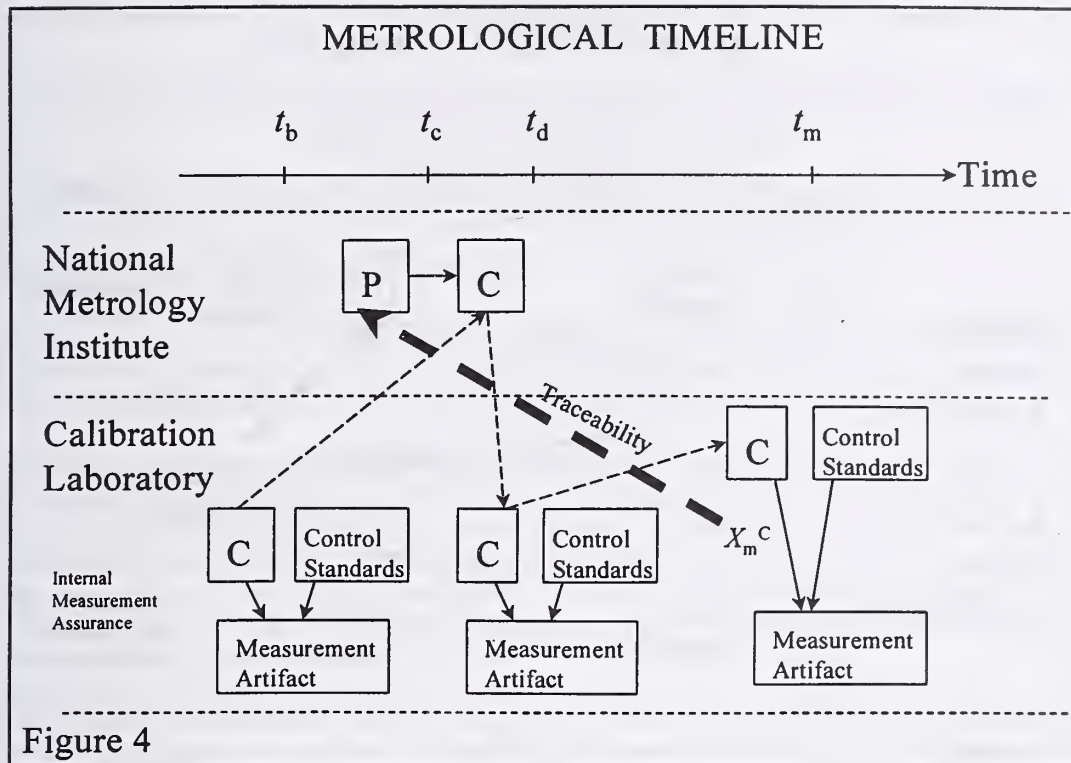 METROLOGICAL TIMELINE
t_b t_c t_d t_m
Time
National
Metrology
Institute
P
C
Traceability
Calibration
Laboratory
C
Control
Standards
X_m^C
C
Control
Standards
C
Control
Standards
Internal
Measurement
Assurance
Measurement
Artifact
Measurement
Artifact
Measurement
Artifact
Figure 4